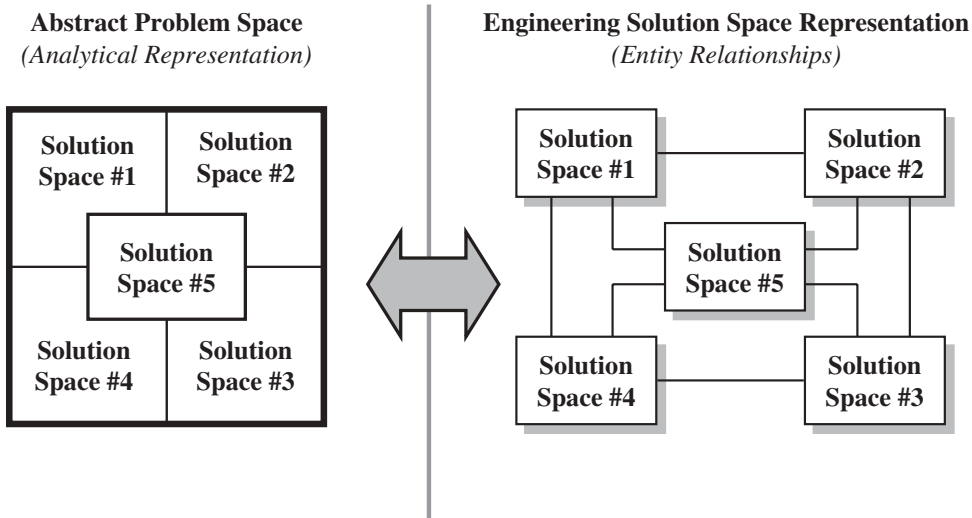 Abstract Problem Space
(Analytical Representation)
Solution
Space #1
Solution
Space #2
Solution
Space #5
Solution
Space #4
Solution
Space #3
Engineering Solution Space Representation
(Entity Relationships)
Solution
Space #1
Solution
Space #2
Solution
Space #5
Solution
Space #4
Solution
Space #3